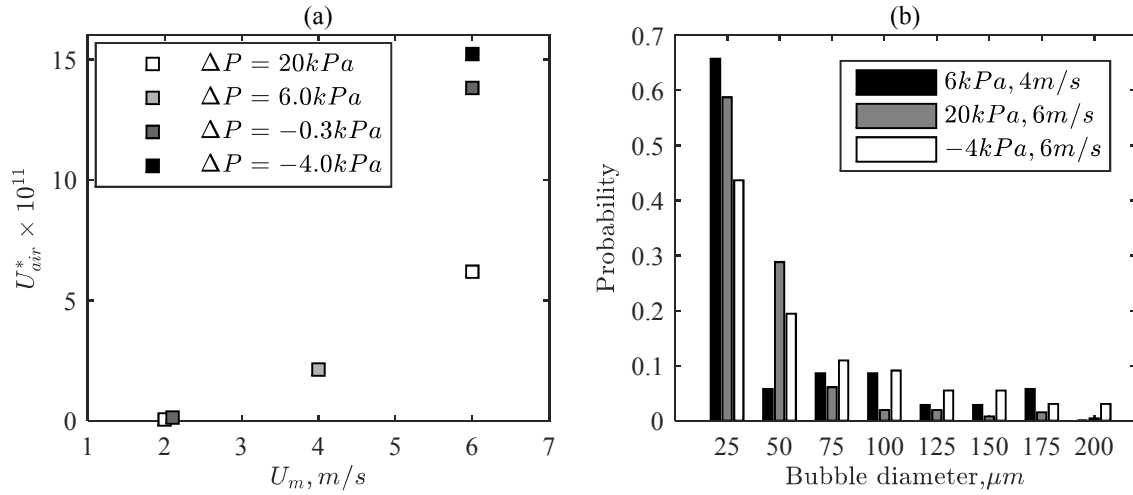 (a)
ΔP = 20kPa
ΔP = 6.0kPa
ΔP = −0.3kPa
ΔP = −4.0kPa
U*air × 10^11
15
10
5
0
1 2 3 4 5 6 7
Um, m/s
(b)
6kPa, 4m/s
20kPa, 6m/s
−4kPa, 6m/s
Probability
0.7
0.6
0.5
0.4
0.3
0.2
0.1
0
25 50 75 100 125 150 175 200
Bubble diameter,μm